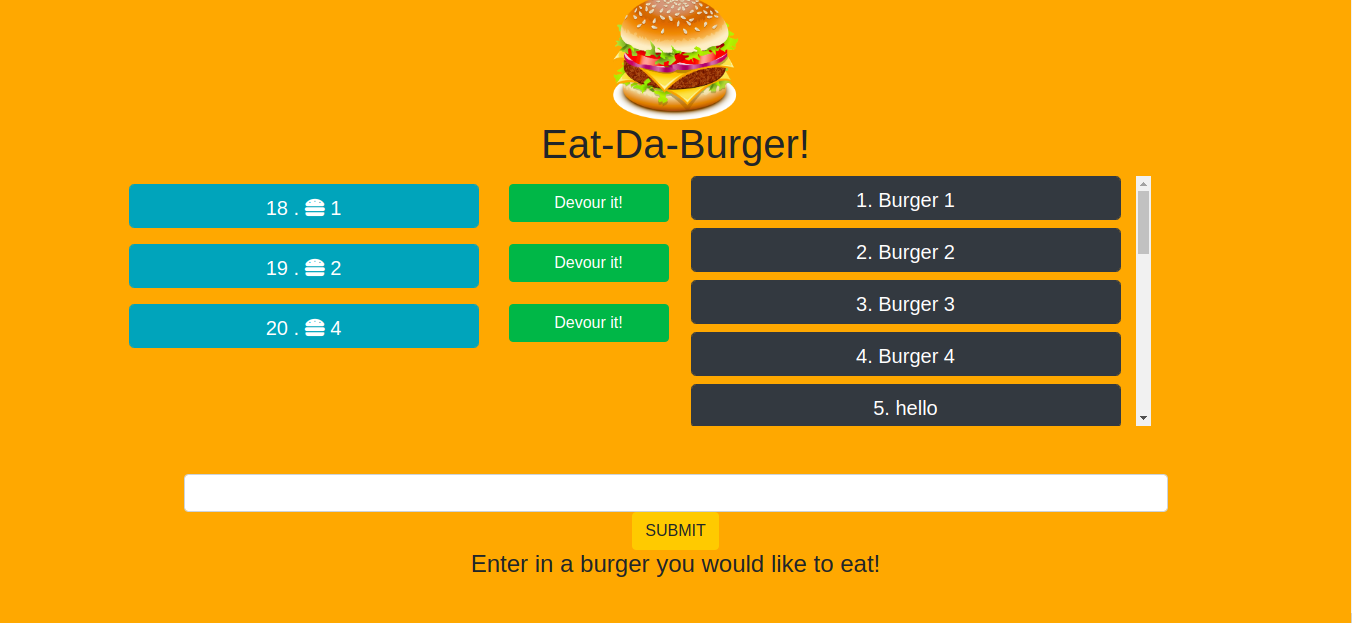 Eat-Da-Burger!
18 . 1
Devour it!
19 . 2
Devour it!
20 . 4
Devour it!
1. Burger 1
2. Burger 2
3. Burger 3
4. Burger 4
5. hello
SUBMIT
Enter in a burger you would like to eat!